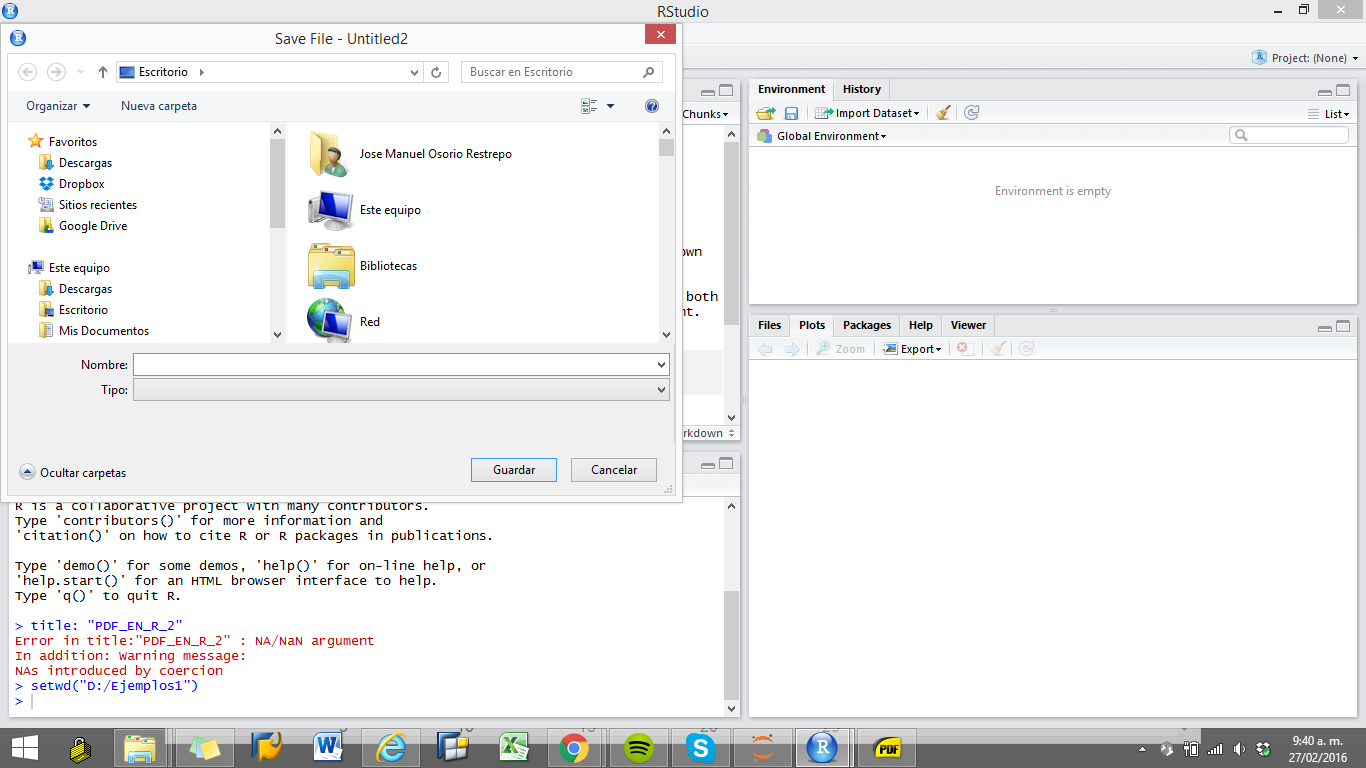 RStudio
Save File - Untitled2
Escritorio
Buscar en Escritorio
Project: (None)
Organizar
Nueva carpeta
Favoritos
Descargas
Dropbox
Sitios recientes
Google Drive
Este equipo
Descargas
Escritorio
Mis Documentos
Jose Manuel Osorio Restrepo
Este equipo
Bibliotecas
Red
Nombre:
Tipo:
Ocultar carpetas
Guardar
Cancelar
Chunks
own
both
nt.
rkdown
Environment
History
Import Dataset
List
Global Environment
Environment is empty
Files
Plots
Packages
Help
Viewer
Zoom
Export
R is a collaborative project with many contributors.
Type 'contributors()' for more information and
'citation()' on how to cite R or R packages in publications.
Type 'demo()' for some demos, 'help()' for on-line help, or
'help.start()' for an HTML browser interface to help.
Type 'q()' to quit R.
> title: "PDF_EN_R_2"
Error in title:"PDF_EN_R_2" : NA/NaN argument
In addition: Warning message:
NAs introduced by coercion
> setwd("D:/Ejemplos1")
>
PDF
9:40 a. m.
27/02/2016